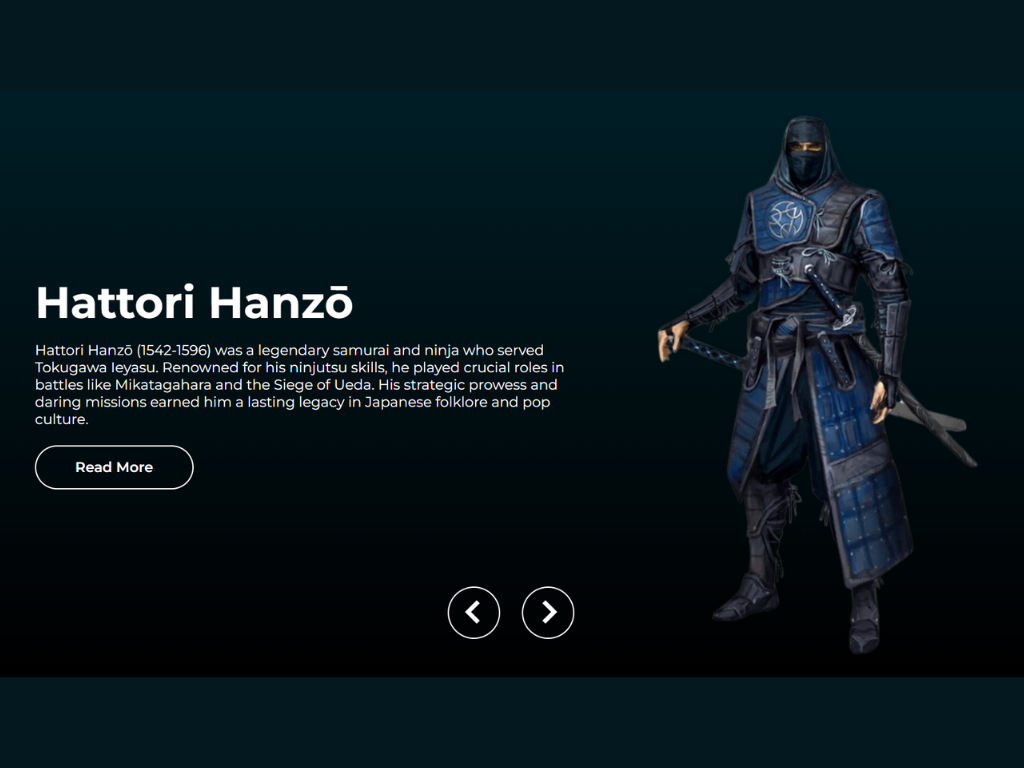 Hattori Hanzō
Hattori Hanzō (1542-1596) was a legendary samurai and ninja who served
Tokugawa Ieyasu. Renowned for his ninjutsu skills, he played crucial roles in
battles like Mikatagahara and the Siege of Ueda. His strategic prowess and
daring missions earned him a lasting legacy in Japanese folklore and pop
culture.
Read More